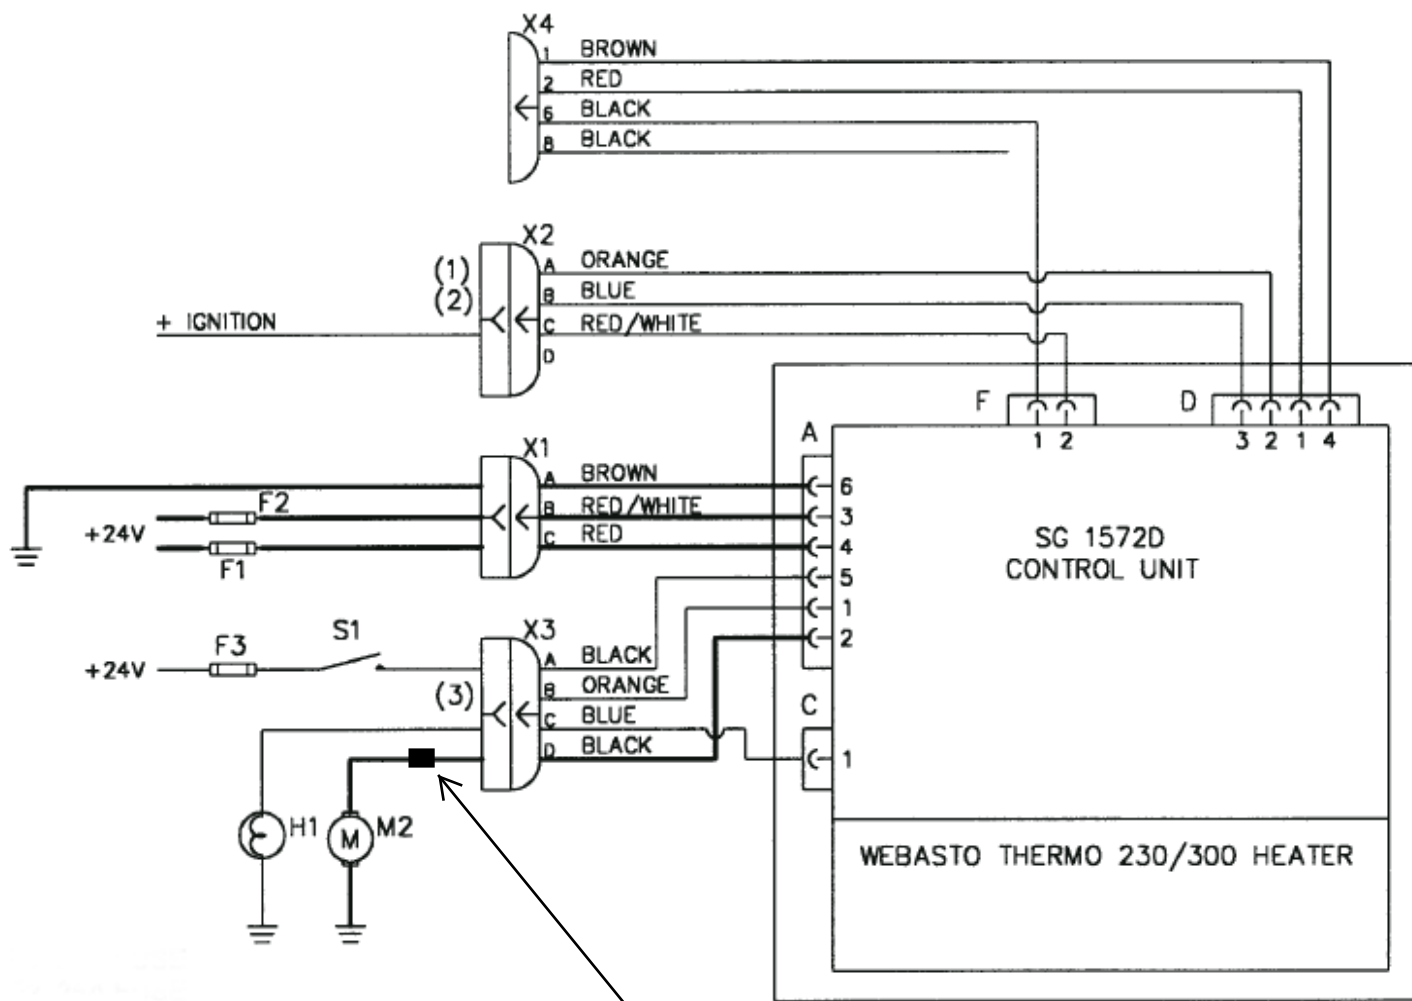 X4
1 BROWN
2 RED
6 BLACK
B BLACK
X2
(1) A ORANGE
(2) B BLUE
+ IGNITION C RED/WHITE
D
F D
1 2 3 2 1 4
A
X1
A BROWN 6
F2 B RED/WHITE 3
+24V C RED 4
F1
5
1
2
SG 1572D
CONTROL UNIT
X3
F3 S1
+24V A BLACK
(3) B ORANGE
C BLUE C
D BLACK 1
H1 M M2
WEBASTO THERMO 230/300 HEATER